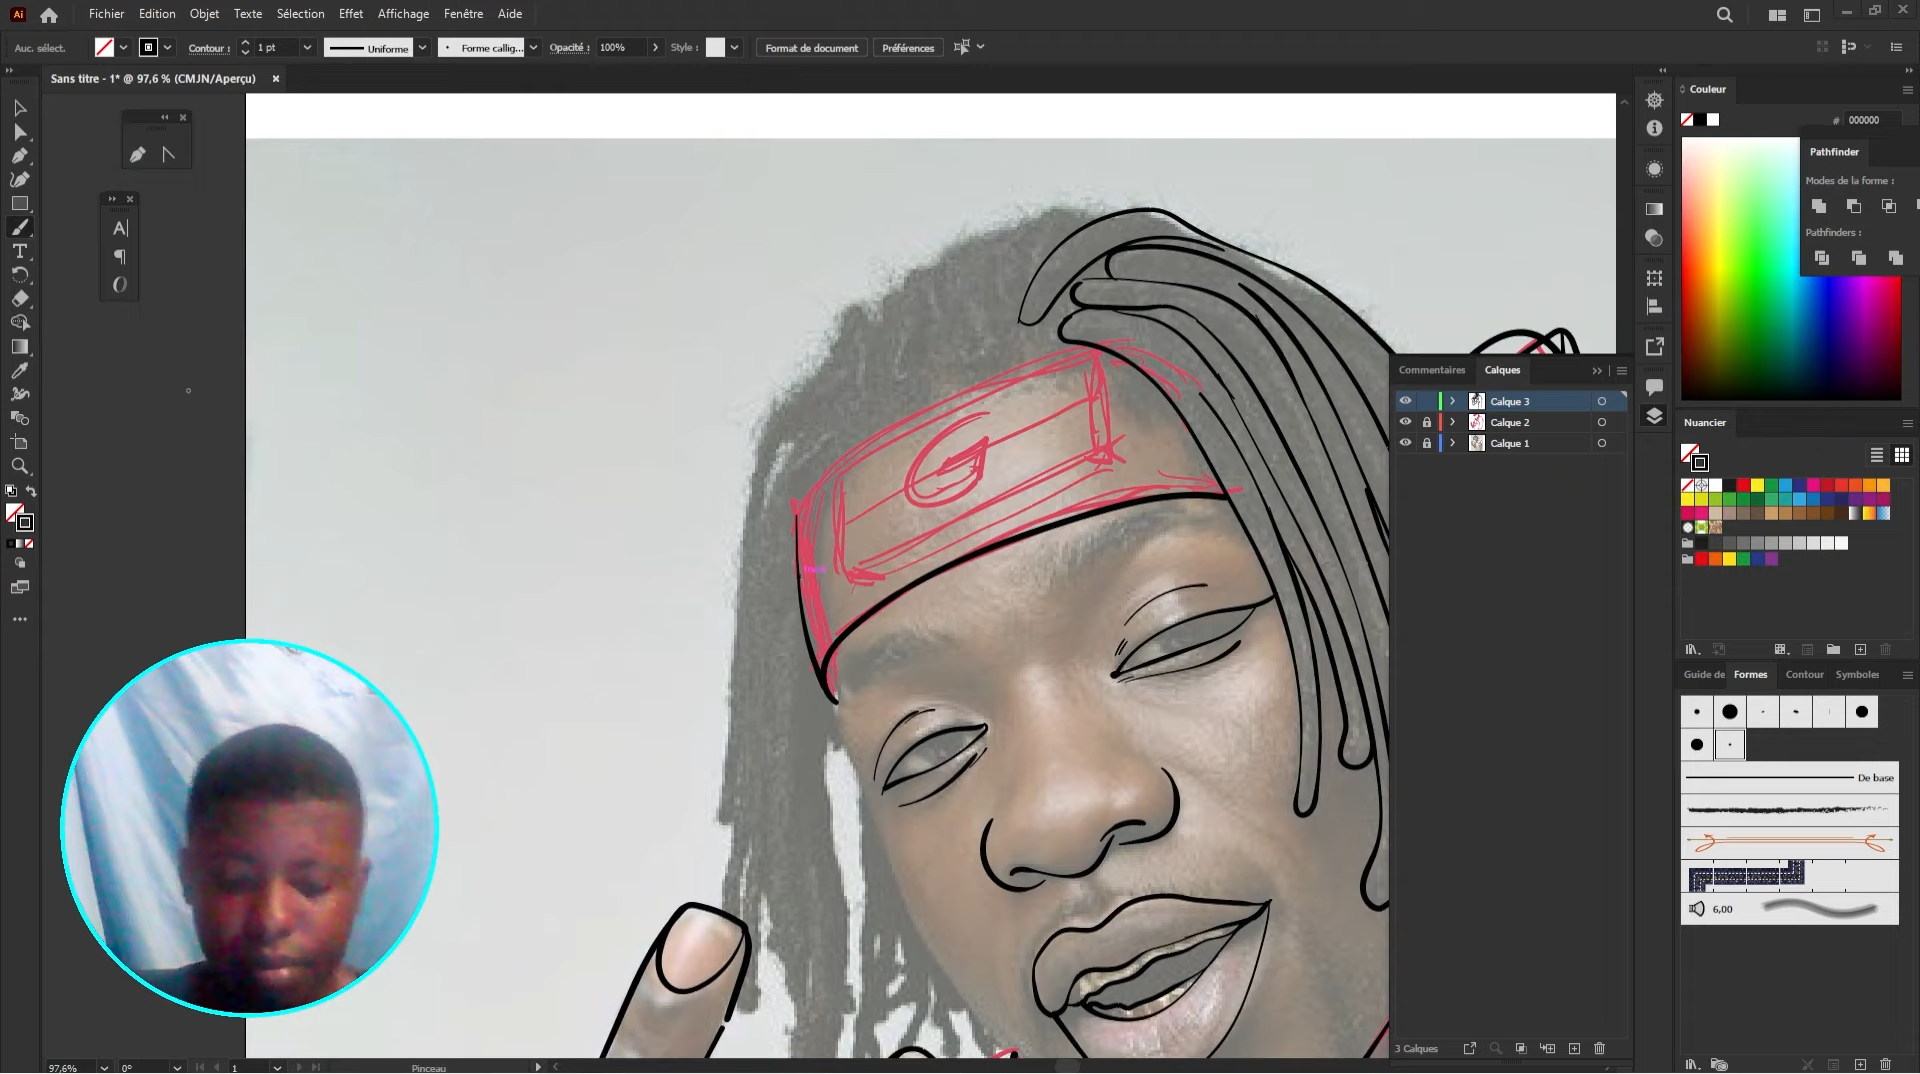 Ai
Fichier Edition Objet Texte Sélection Effet Affichage Fenêtre Aide
Auc. sélect.
Contour : 1 pt
Uniforme
Forme callig...
Opacité : 100%
Style :
Format de document
Préférences
Sans titre - 1* @ 97,6 % (CMJN/Aperçu)
Couleur
# 000000
Pathfinder
Modes de la forme :
Pathfinders :
Commentaires Calques
Calque 3
Calque 2
Calque 1
Nuancier
G
Guide de Formes Contour Symboles
De base
6,00
3 Calques
97,6% 0° 1 Pinceau